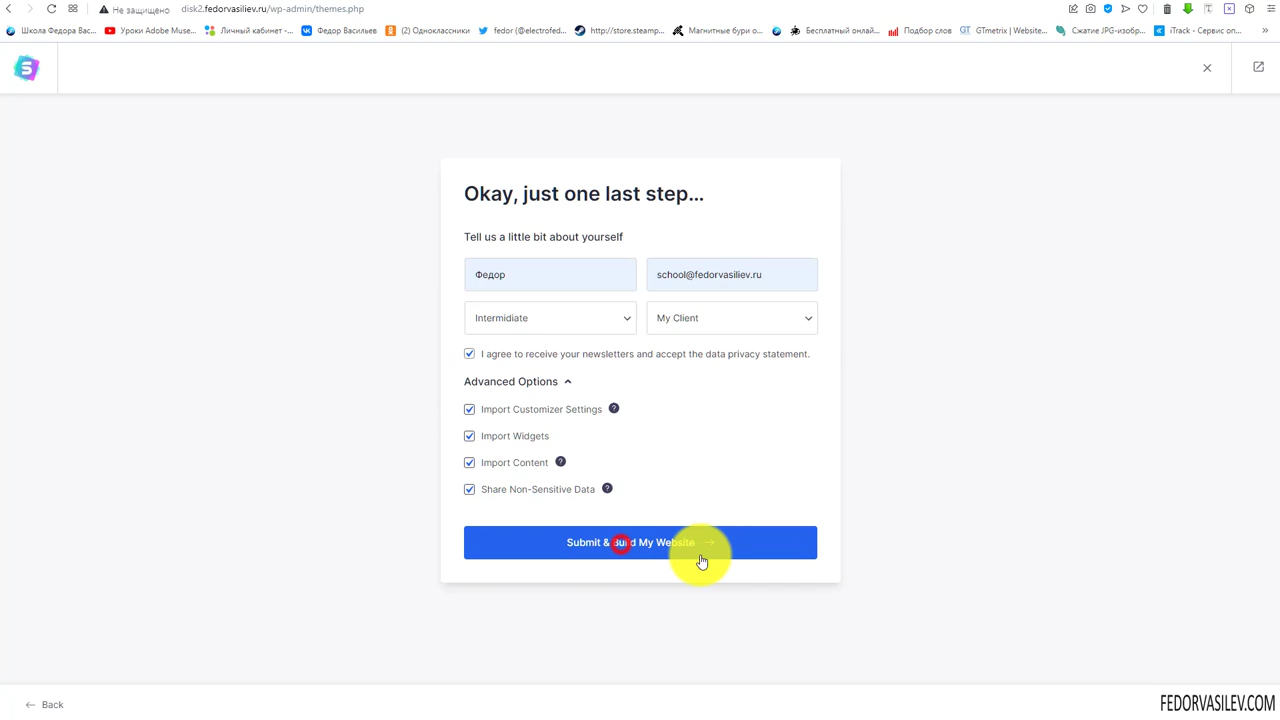 Не защищено disk2.fedorvasiliev.ru/wp-admin/themes.php
Школа Федора Вас... Уроки Adobe Muse... Личный кабинет -... Федор Васильев (2) Одноклассники fedor (@electrofed... http://store.steamp... Магнитные бури о... Бесплатный онлай... Подбор слов GTmetrix | Website... Сжатие JPG-изобр... iTrack - Сервис оп... »
Okay, just one last step...
Tell us a little bit about yourself
Федор school@fedorvasiliev.ru
Intermidiate My Client
I agree to receive your newsletters and accept the data privacy statement.
Advanced Options
Import Customizer Settings ?
Import Widgets
Import Content ?
Share Non-Sensitive Data ?
Submit & Build My Website →
← Back
FEDORVASILEV.COM